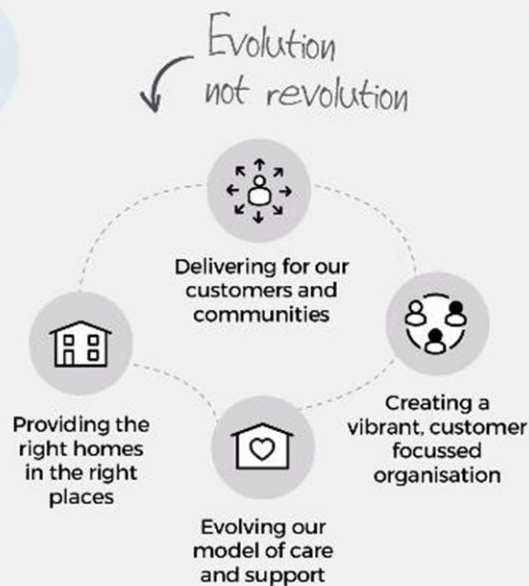 Evolution
not revolution
Delivering for our
customers and
communities
Providing the
right homes
in the right
places
Creating a
vibrant, customer
focussed
organisation
Evolving our
model of care
and support